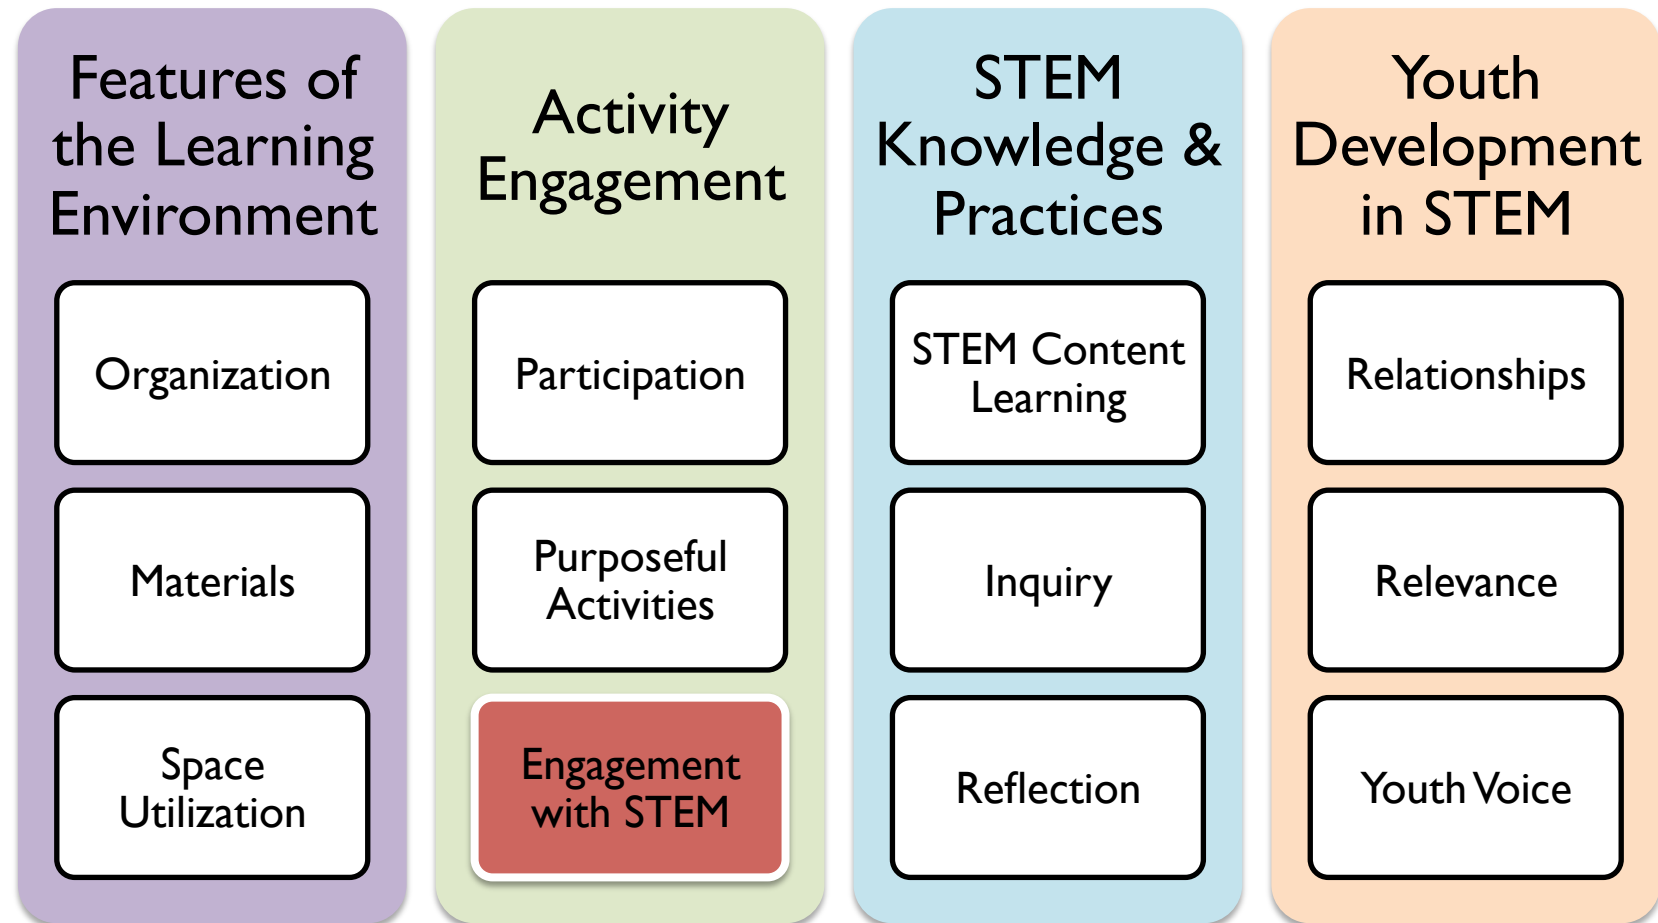 Features of
the Learning
Environment
Organization
Materials
Space
Utilization
Activity
Engagement
Participation
Purposeful
Activities
Engagement
with STEM
STEM
Knowledge &
Practices
STEM Content
Learning
Inquiry
Reflection
Youth
Development
in STEM
Relationships
Relevance
Youth Voice